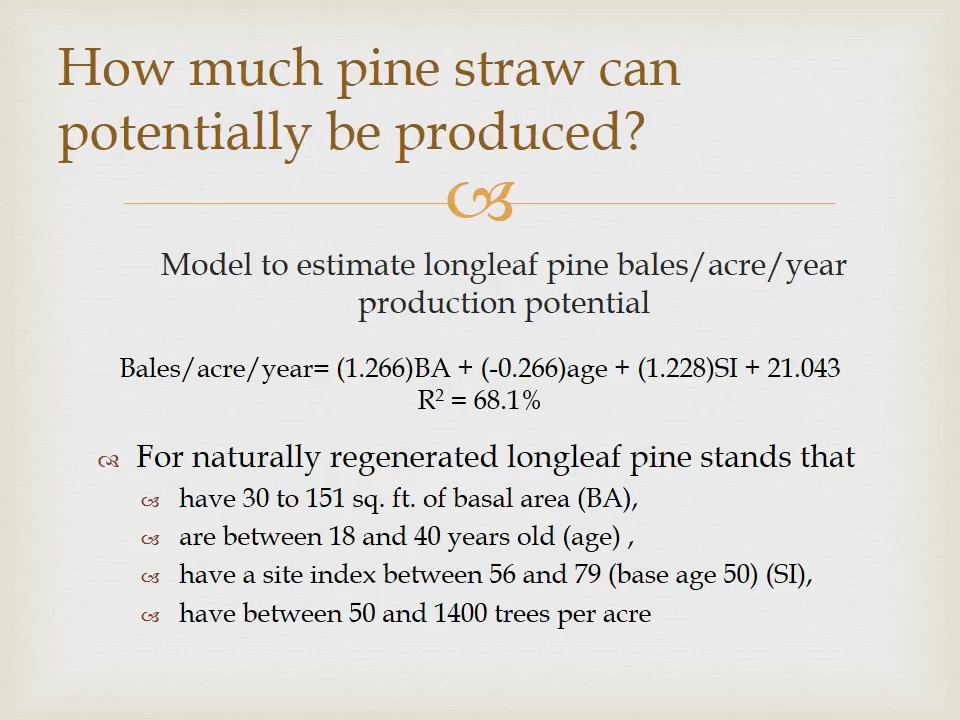 How much pine straw can
potentially be produced?
Model to estimate longleaf pine bales/acre/year
production potential
Bales/acre/year= (1.266)BA + (-0.266)age + (1.228)SI + 21.043
R² = 68.1%
For naturally regenerated longleaf pine stands that
have 30 to 151 sq. ft. of basal area (BA),
are between 18 and 40 years old (age) ,
have a site index between 56 and 79 (base age 50) (SI),
have between 50 and 1400 trees per acre